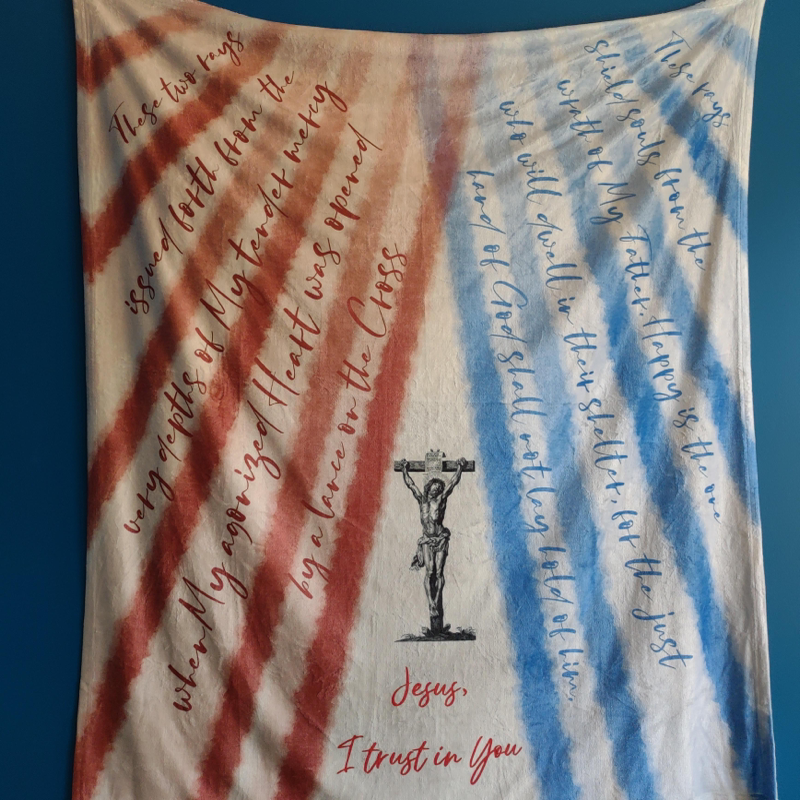 These two rays
issued forth from the
very depths of My tender mercy
when My agonized Heart was opened
by a lance on the Cross
These rays
shield souls from the
wrath of My Father. Happy is the one
who will dwell in their shelter, for the just
hand of God shall not lay hold of him.
Jesus,
I trust in You